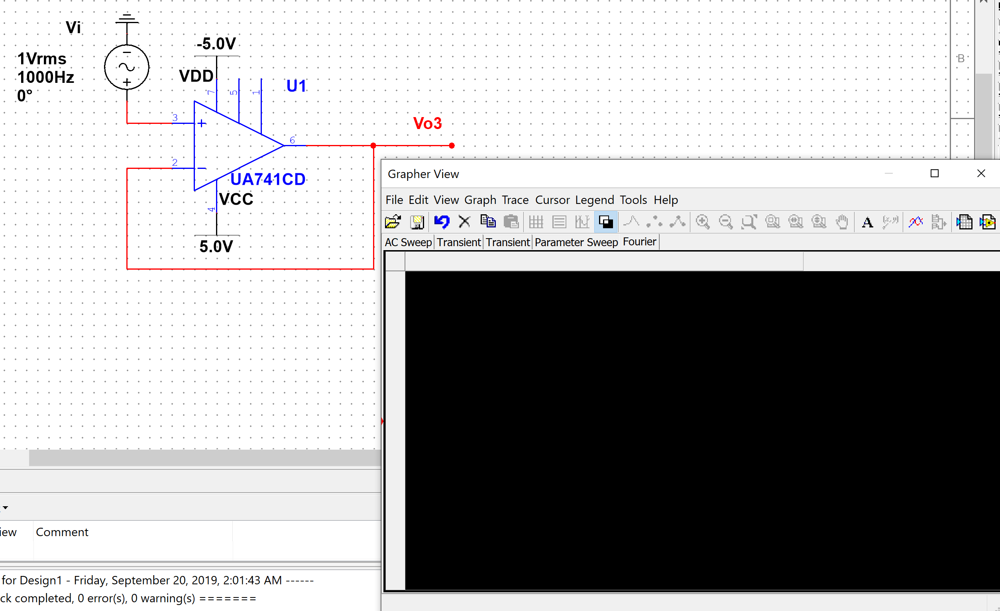 Vi
1Vrms
1000Hz
0°
-5.0V
VDD
7
5
1
U1
3
+
6
Vo3
2
UA741CD
VCC
4
5.0V
B
Grapher View
File Edit View Graph Trace Cursor Legend Tools Help
A
AC Sweep Transient Transient Parameter Sweep Fourier
iew Comment
for Design1 - Friday, September 20, 2019, 2:01:43 AM ------
ck completed, 0 error(s), 0 warning(s) =======